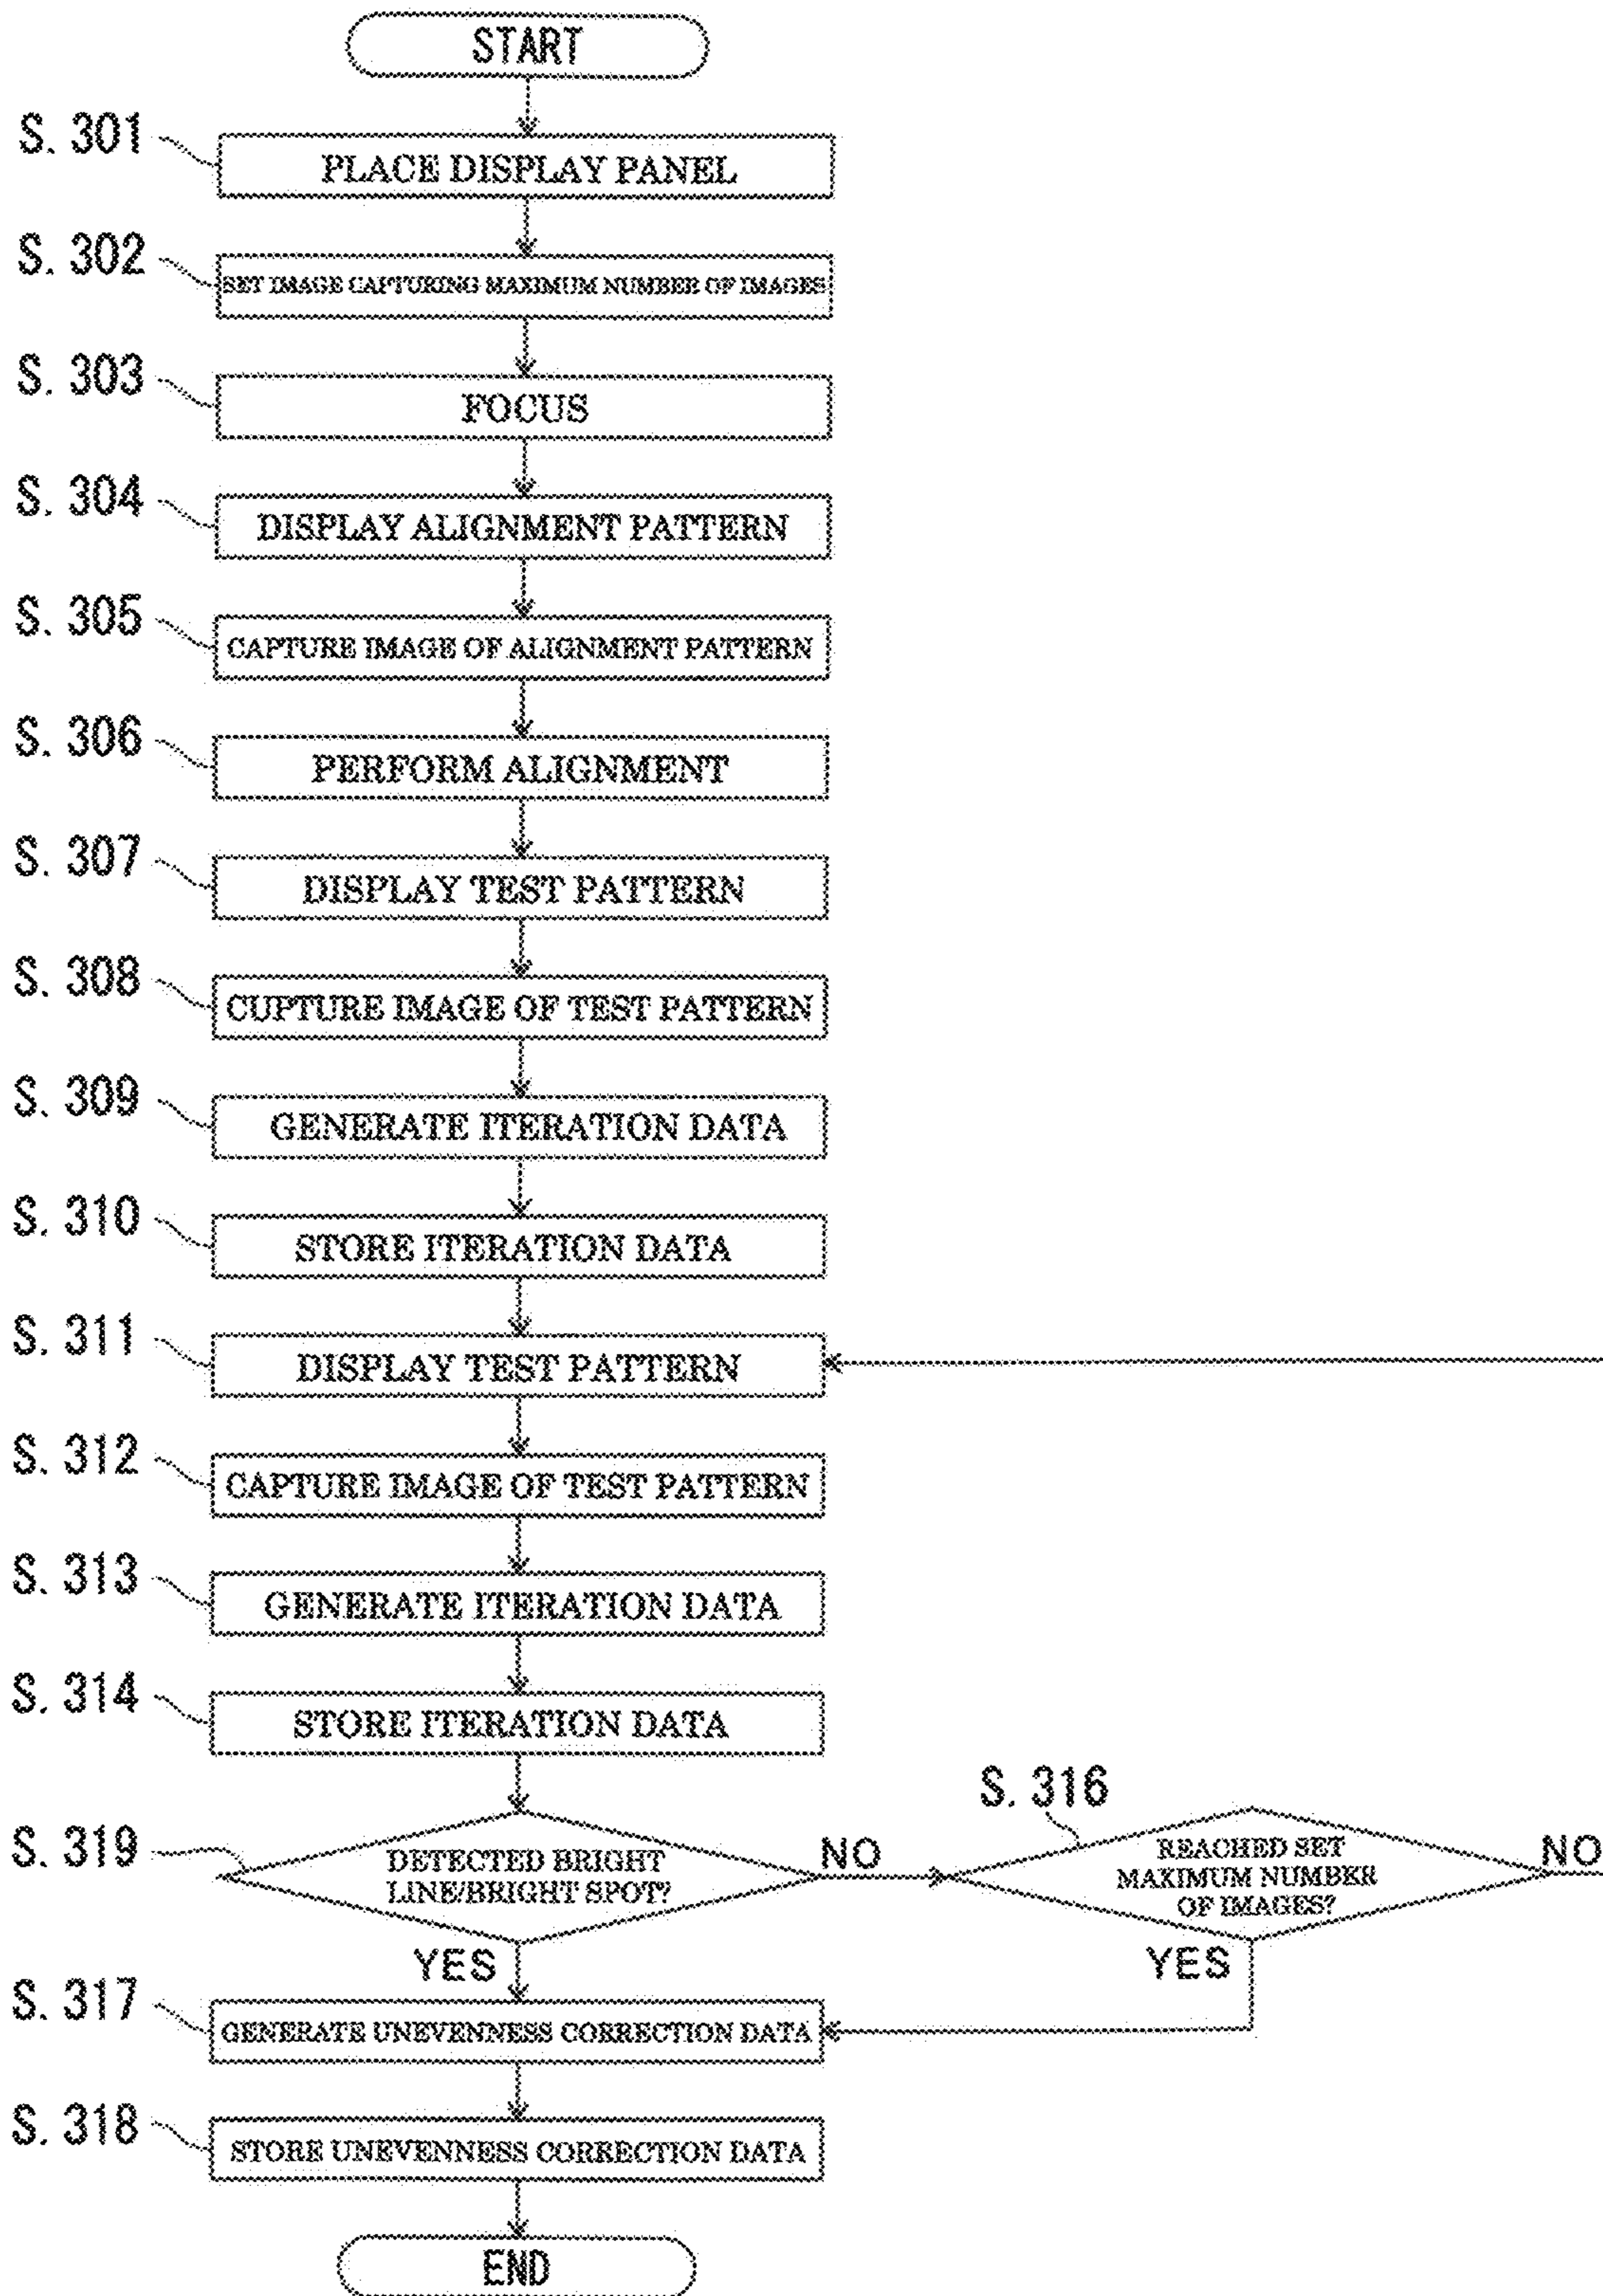 START
S. 301
PLACE DISPLAY PANEL
S. 302
SET IMAGE CAPTURING MAXIMUM NUMBER OF IMAGES
S. 303
FOCUS
S. 304
DISPLAY ALIGNMENT PATTERN
S. 305
CAPTURE IMAGE OF ALIGNMENT PATTERN
S. 306
PERFORM ALIGNMENT
S. 307
DISPLAY TEST PATTERN
S. 308
CUPTURE IMAGE OF TEST PATTERN
S. 309
GENERATE ITERATION DATA
S. 310
STORE ITERATION DATA
S. 311
DISPLAY TEST PATTERN
S. 312
CAPTURE IMAGE OF TEST PATTERN
S. 313
GENERATE ITERATION DATA
S. 314
STORE ITERATION DATA
S. 319
DETECTED BRIGHT
LINE/BRIGHT SPOT?
NO
S. 316
REACHED SET
MAXIMUM NUMBER
OF IMAGES?
NO
YES
YES
S. 317
GENERATE UNEVENNESS CORRECTION DATA
S. 318
STORE UNEVENNESS CORRECTION DATA
END